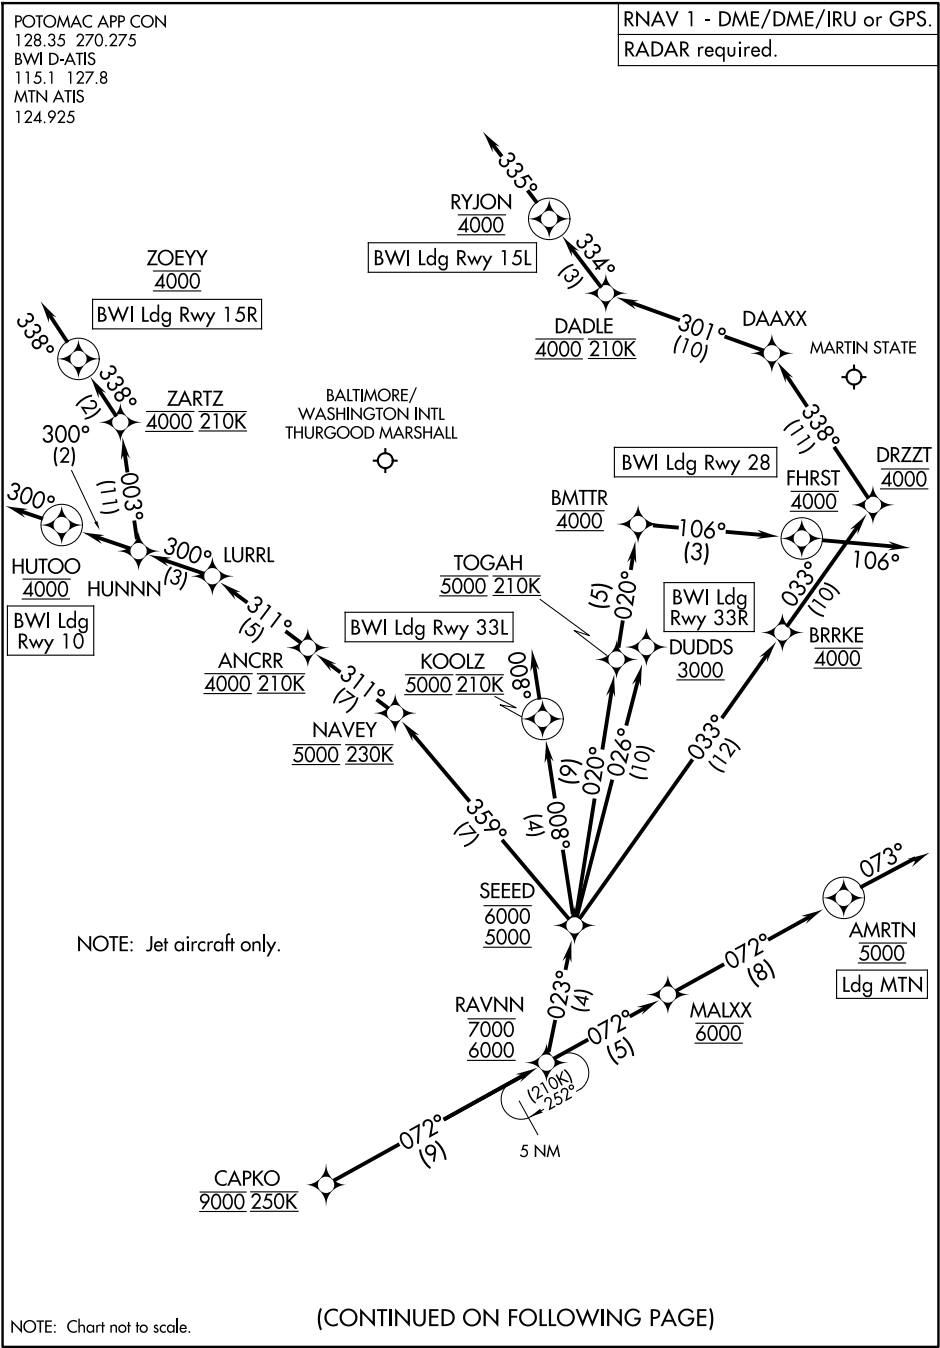 POTOMAC APP CON
128.35 270.275
BWI D-ATIS
115.1 127.8
MTN ATIS
124.925
RNAV 1 - DME/DME/IRU or GPS.
RADAR required.
335°
RYJON
4000
BWI Ldg Rwy 15L
334°
(3)
DADLE
4000 210K
301°
(10)
DAAXX
MARTIN STATE
338°
(11)
DRZZT
4000
ZOEYY
4000
BWI Ldg Rwy 15R
338°
338°
(2)
ZARTZ
4000 210K
300°
(2)
003°
(11)
300°
HUTOO
4000
BWI Ldg
Rwy 10
HUNNN
300°
(3)
LURRL
BALTIMORE/
WASHINGTON INTL
THURGOOD MARSHALL
BWI Ldg Rwy 28
FHRST
4000
BMTTR
4000
106°
(3)
106°
TOGAH
5000 210K
(5)
020°
BWI Ldg
Rwy 33R
DUDDS
3000
033°
(10)
BRRKE
4000
311°
(5)
ANCRR
4000 210K
BWI Ldg Rwy 33L
KOOLZ
5000 210K
008°
311°
(7)
NAVEY
5000 230K
359°
(7)
008°
(4)
020°
(9)
026°
(10)
033°
(12)
SEEED
6000
5000
073°
AMRTN
5000
Ldg MTN
NOTE: Jet aircraft only.
072°
(8)
MALXX
6000
RAVNN
7000
6000
023°
(4)
072°
(5)
(210K)
252°
5 NM
072°
(9)
CAPKO
9000 250K
(CONTINUED ON FOLLOWING PAGE)
NOTE: Chart not to scale.